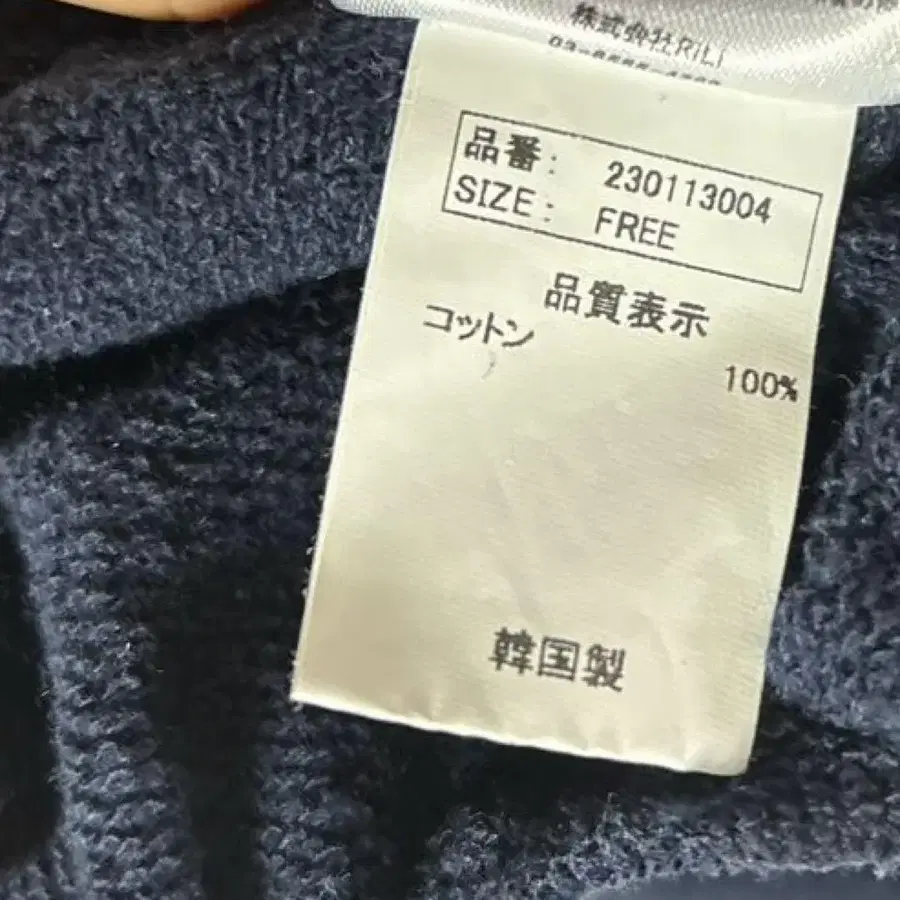 株式会社RILI
品番: 230113004
SIZE: FREE
品質表示
コットン
100%
韓国製